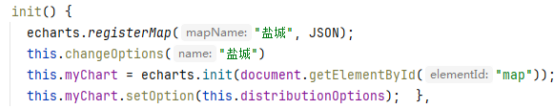 init() {
echarts.registerMap( mapName: "盐城", JSON);
this.changeOptions( name: "盐城")
this.myChart = echarts.init(document.getElementById( elementId: "map"));
this.myChart.setOption(this.distributionOptions);  },